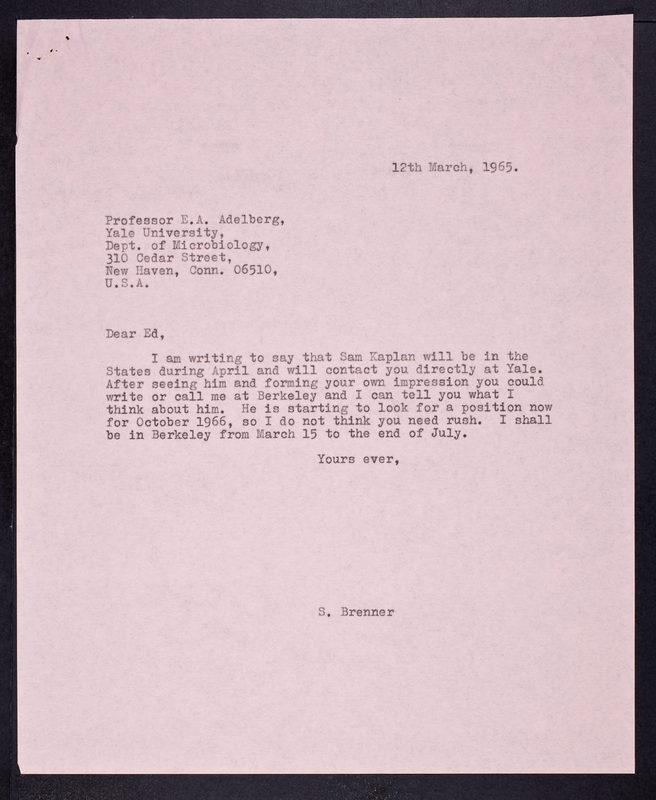 12th March, 1965.
Professor E.A. Adelberg,
Yale University,
Dept. of Microbiology,
310 Cedar Street,
New Haven, Conn. 06510,
U.S.A.
Dear Ed,
I am writing to say that Sam Kaplan will be in the
States during April and will contact you directly at Yale.
After seeing him and forming your own impression you could
write or call me at Berkeley and I can tell you what I
think about him. He is starting to look for a position now
for October 1966, so I do not think you need rush. I shall
be in Berkeley from March 15 to the end of July.
Yours ever,
S. Brenner